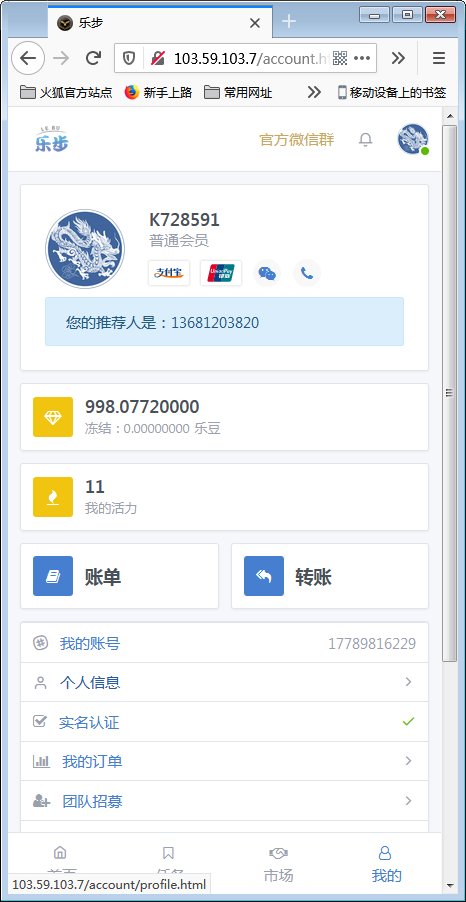 乐步
103.59.103.7/account.h
火狐官方站点 新手上路 常用网址 移动设备上的书签
LE BU
乐步
官方微信群
K728591
普通会员
支付宝 UnionPay 银联
您的推荐人是：13681203820
998.07720000
冻结：0.00000000 乐豆
11
我的活力
账单 转账
我的账号 17789816229
个人信息
实名认证
我的订单
团队招募
首页 任务 市场 我的
103.59.103.7/account/profile.html